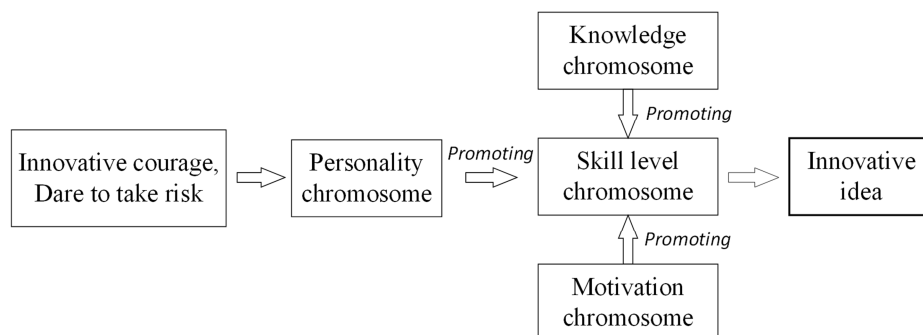 Knowledge
chromosome
Promoting
Innovative courage,
Dare to take risk
Personality
chromosome
Promoting
Skill level
chromosome
Innovative
idea
Promoting
Motivation
chromosome